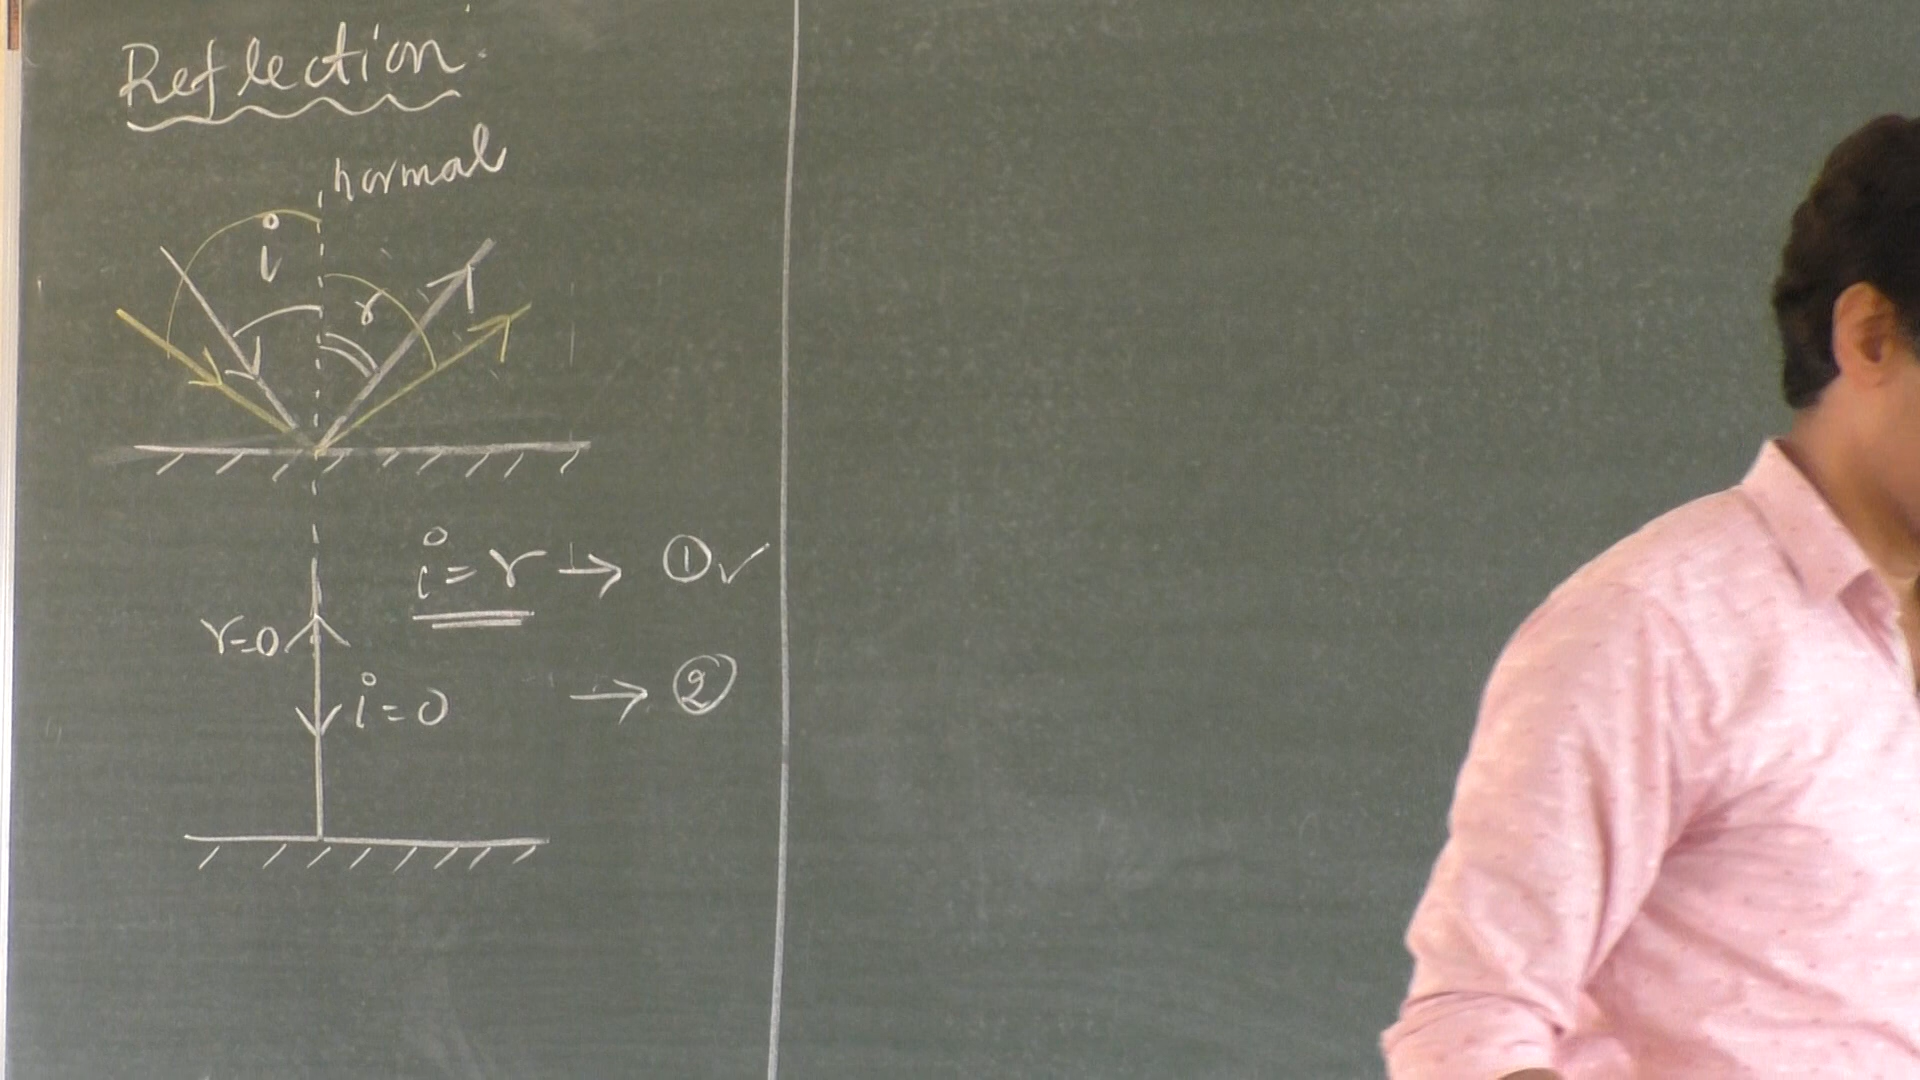 Reflection
normal
i
r
i = r → ①✓
r=0
i=0 → ②